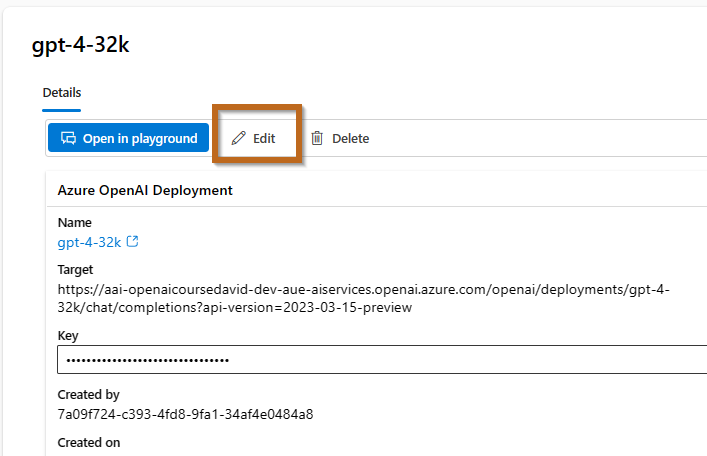 gpt-4-32k
Details
Open in playground
Edit
Delete
Azure OpenAI Deployment
Name
gpt-4-32k
Target
https://aai-openaicoursedavid-dev-aue-aiservices.openai.azure.com/openai/deployments/gpt-4-
32k/chat/completions?api-version=2023-03-15-preview
Key
••••••••••••••••••••••••••••••••
Created by
7a09f724-c393-4fd8-9fa1-34af4e0484a8
Created on